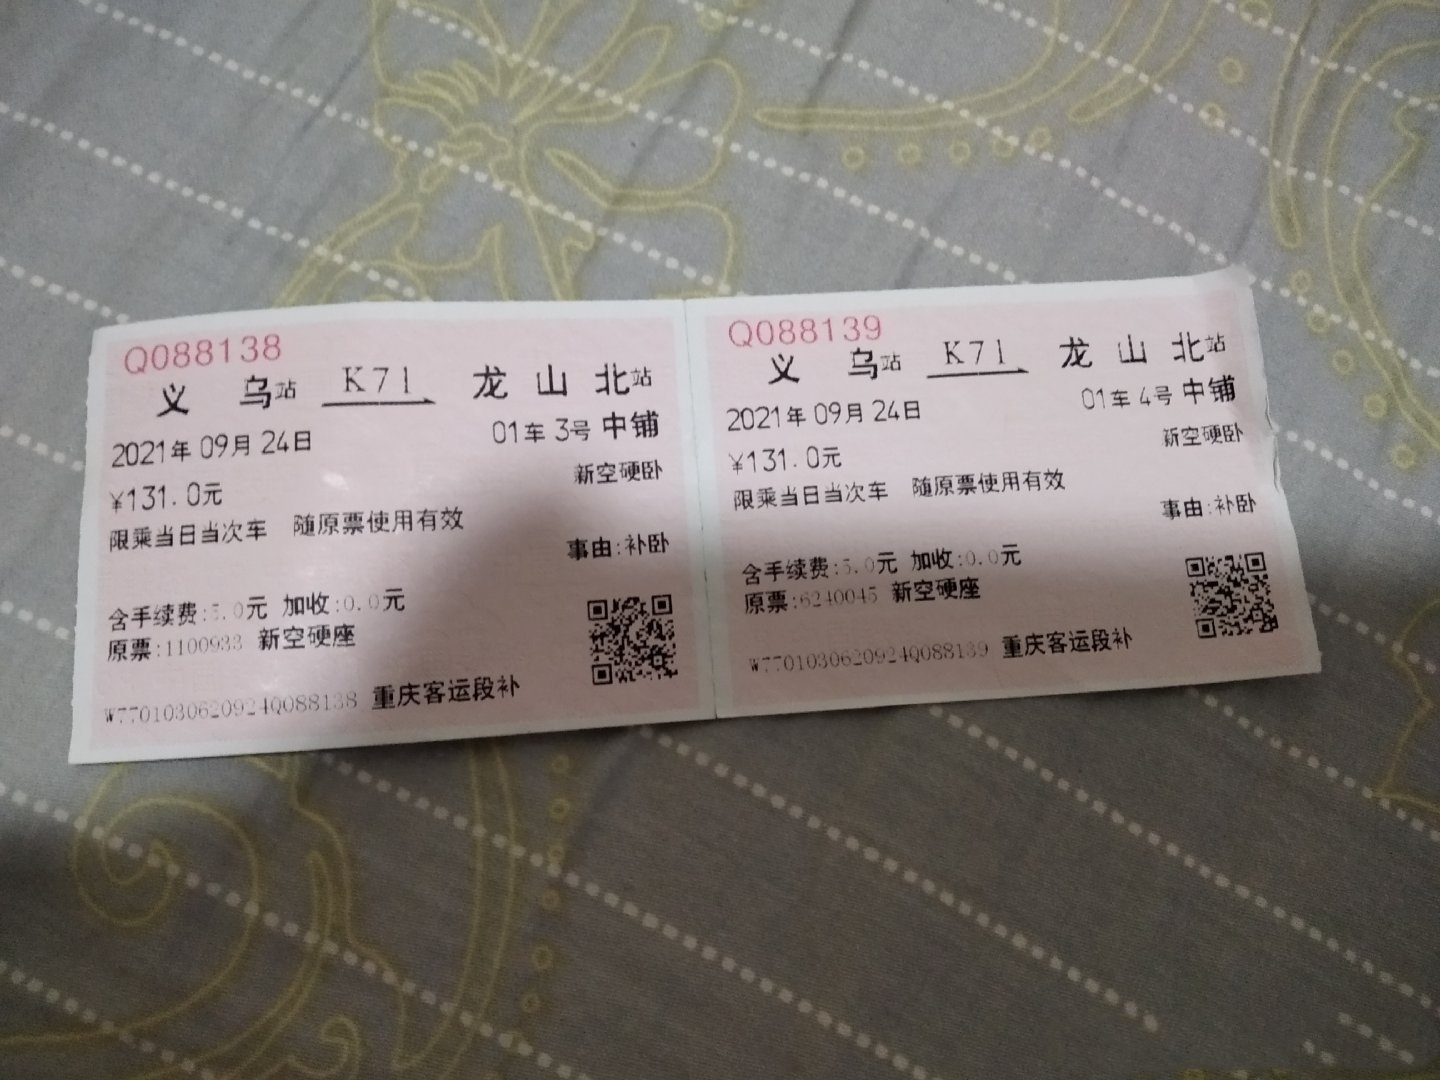 Q088138
义 乌站 K71 龙 山 北站
2021年 09月 24日 01车 3号 中铺
¥131.0元 新空硬卧
限乘当日当次车 随原票使用有效
事由:补卧
含手续费:5.0元 加收:0.0元
原票:1100933 新空硬座
W7701030620924Q088138 重庆客运段补
Q088139
义 乌站 K71 龙 山 北站
2021年 09月 24日 01车 4号 中铺
¥131.0元 新空硬卧
限乘当日当次车 随原票使用有效
事由:补卧
含手续费:5.0元 加收:0.0元
原票:6240045 新空硬座
W7701030620924Q088139 重庆客运段补